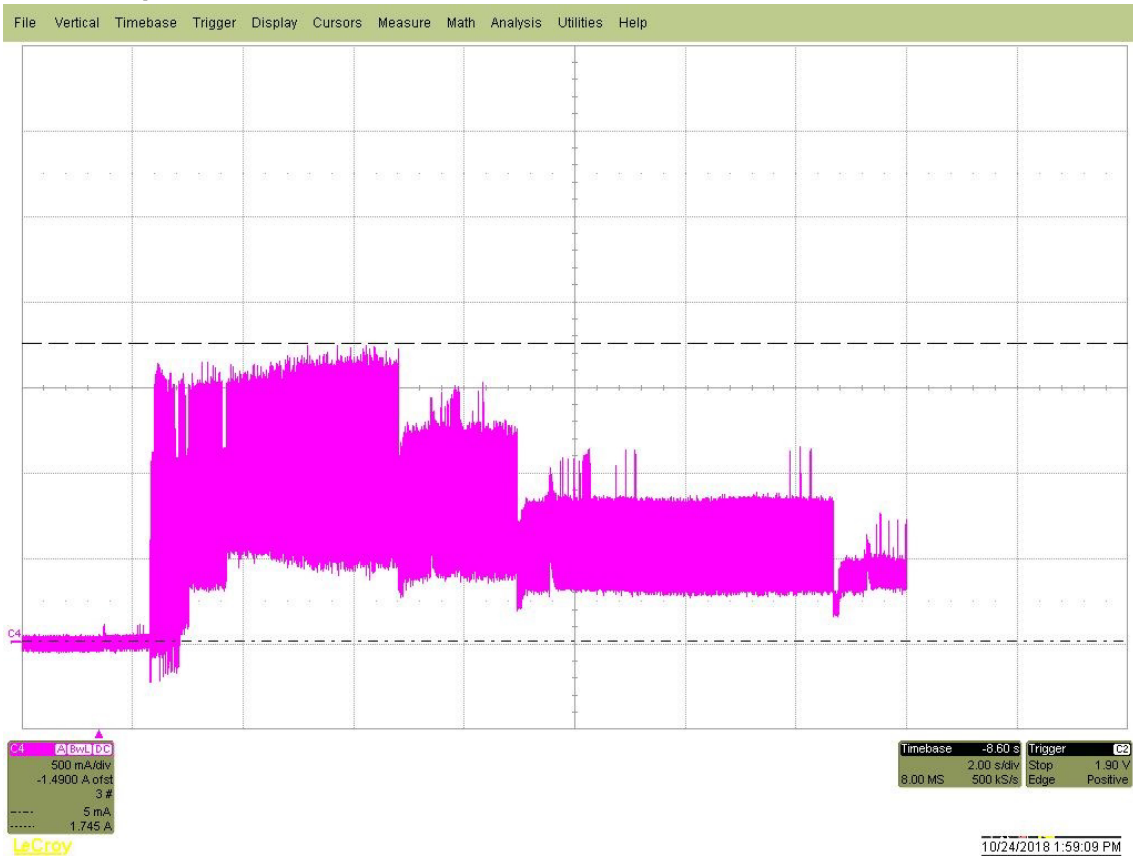 File Vertical Timebase Trigger Display Cursors Measure Math Analysis Utilities Help
C4
C4 A BwL DC
500 mA/div
-1.4900 A ofst
3 #
5 mA
1.745 A
Timebase -8.60 s
2.00 s/div
8.00 MS 500 kS/s
Trigger C2
Stop 1.90 V
Edge Positive
LeCroy
10/24/2018 1:59:09 PM